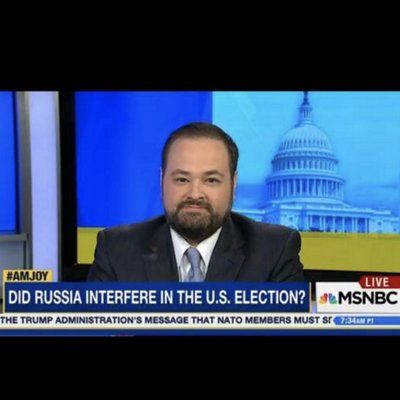 #AMJOY
LIVE
DID RUSSIA INTERFERE IN THE U.S. ELECTION?
MSNBC
THE TRUMP ADMINISTRATION'S MESSAGE THAT NATO MEMBERS MUST
7:34AM PT